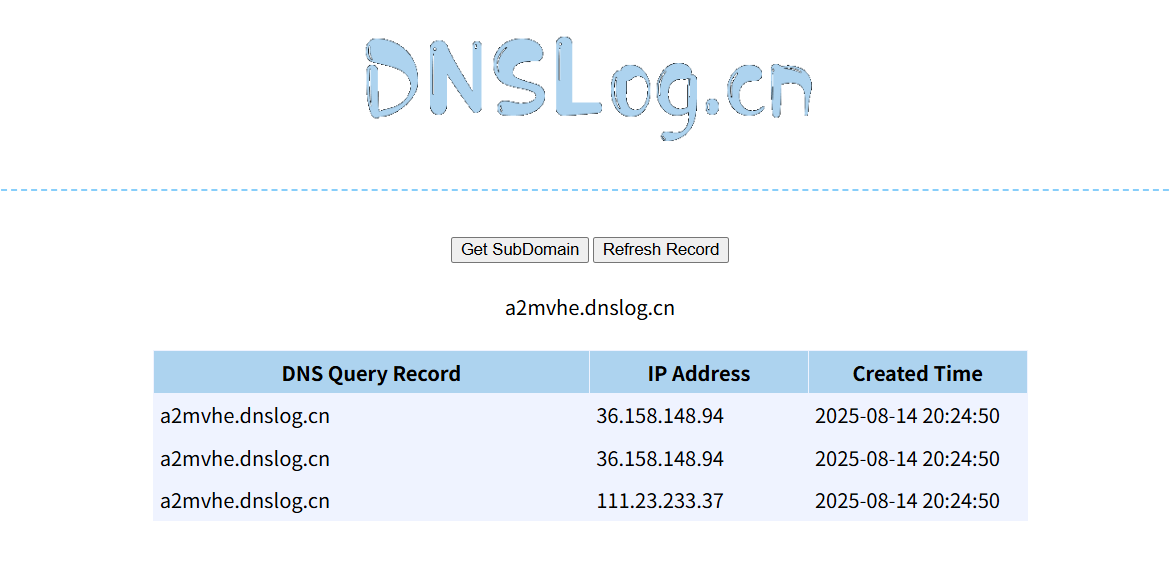 DNSLog.cn
Get SubDomain Refresh Record
a2mvhe.dnslog.cn
DNS Query Record IP Address Created Time
a2mvhe.dnslog.cn 36.158.148.94 2025-08-14 20:24:50
a2mvhe.dnslog.cn 36.158.148.94 2025-08-14 20:24:50
a2mvhe.dnslog.cn 111.23.233.37 2025-08-14 20:24:50